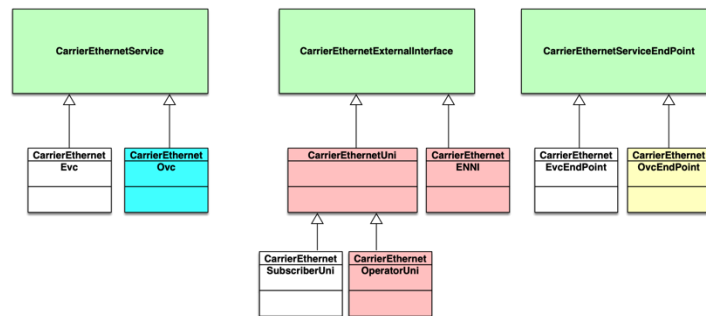 CarrierEthernetService
CarrierEthernetExternalInterface
CarrierEthernetServiceEndPoint
CarrierEthernet
Evc
CarrierEthernet
Ovc
CarrierEthernetUni
CarrierEthernet
ENNI
CarrierEthernet
EvcEndPoint
CarrierEthernet
OvcEndPoint
CarrierEthernet
SubscriberUni
CarrierEthernet
OperatorUni